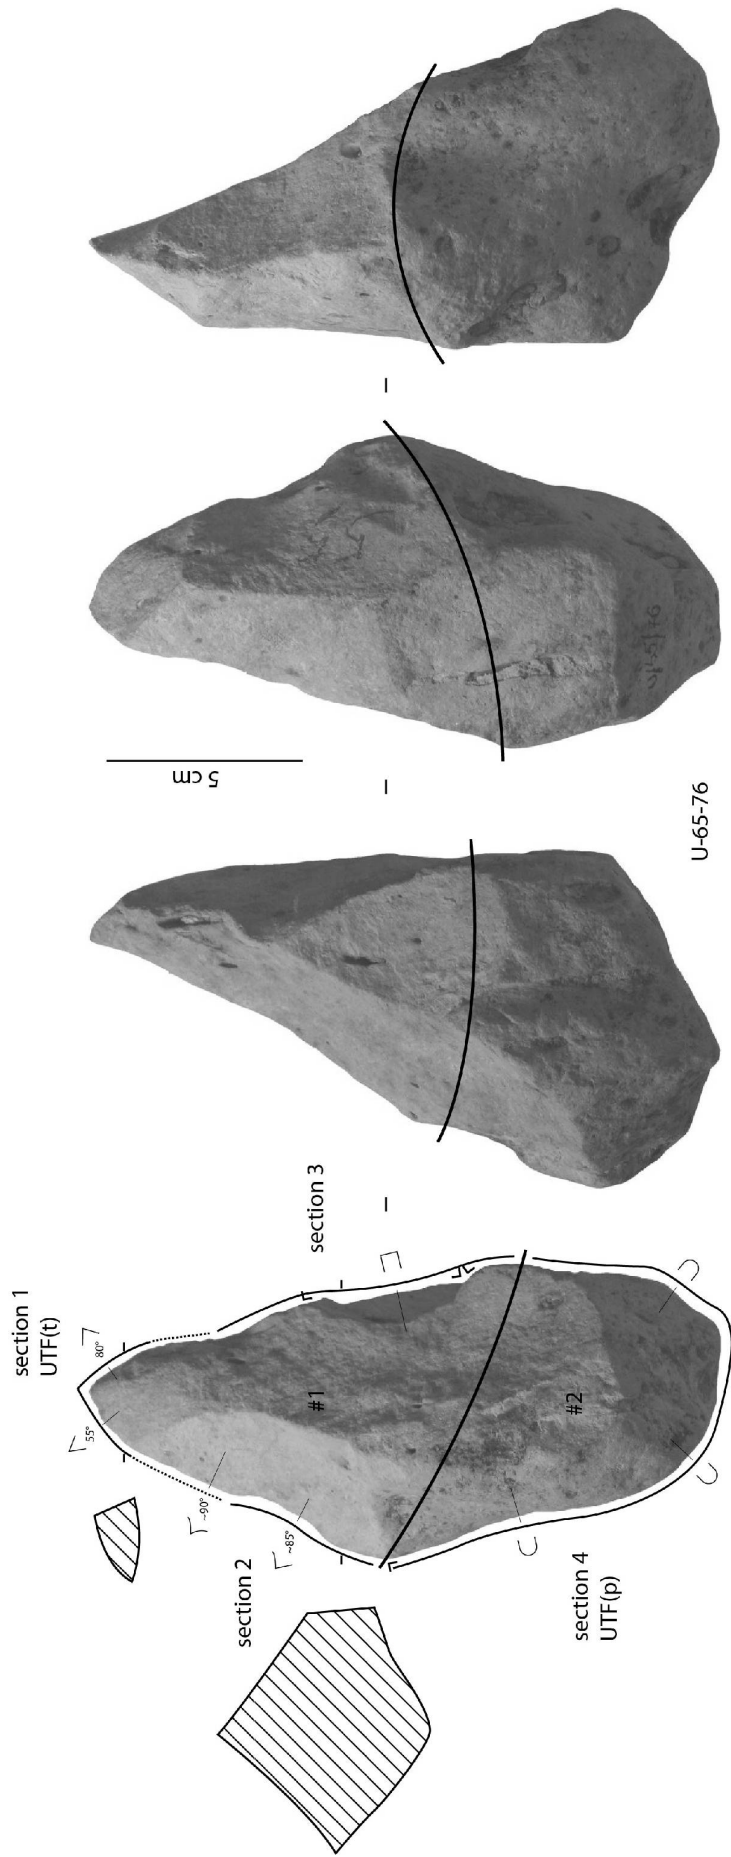 section 1
UTF(t)
80°
55°
section 3
#1
~90°
~85°
section 2
#2
section 4
UTF(p)
5 cm
U-65-76